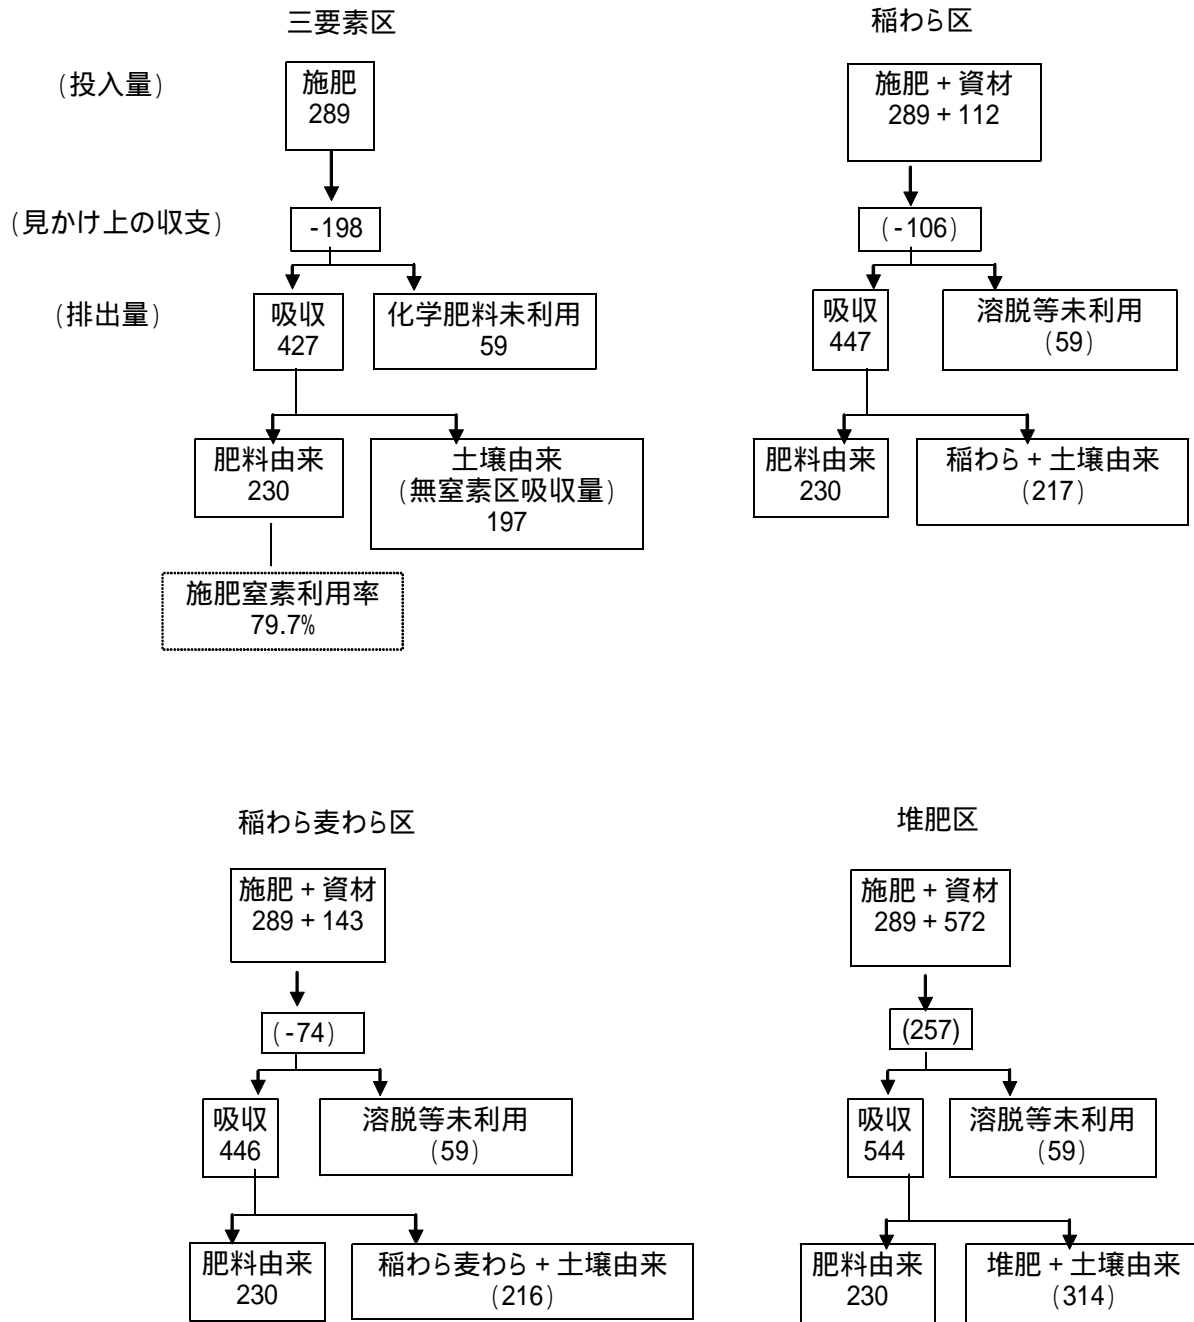 三要素区
(投入量)
施肥
289
(見かけ上の収支)
-198
(排出量)
吸収
427
化学肥料未利用
59
肥料由来
230
土壌由来
(無窒素区吸収量)
197
施肥窒素利用率
79.7%
稲わら区
施肥 + 資材
289 + 112
(-106)
吸収
447
溶脱等未利用
(59)
肥料由来
230
稲わら + 土壌由来
(217)
稲わら麦わら区
施肥 + 資材
289 + 143
(-74)
吸収
446
溶脱等未利用
(59)
肥料由来
230
稲わら麦わら + 土壌由来
(216)
堆肥区
施肥 + 資材
289 + 572
(257)
吸収
544
溶脱等未利用
(59)
肥料由来
230
堆肥 + 土壌由来
(314)